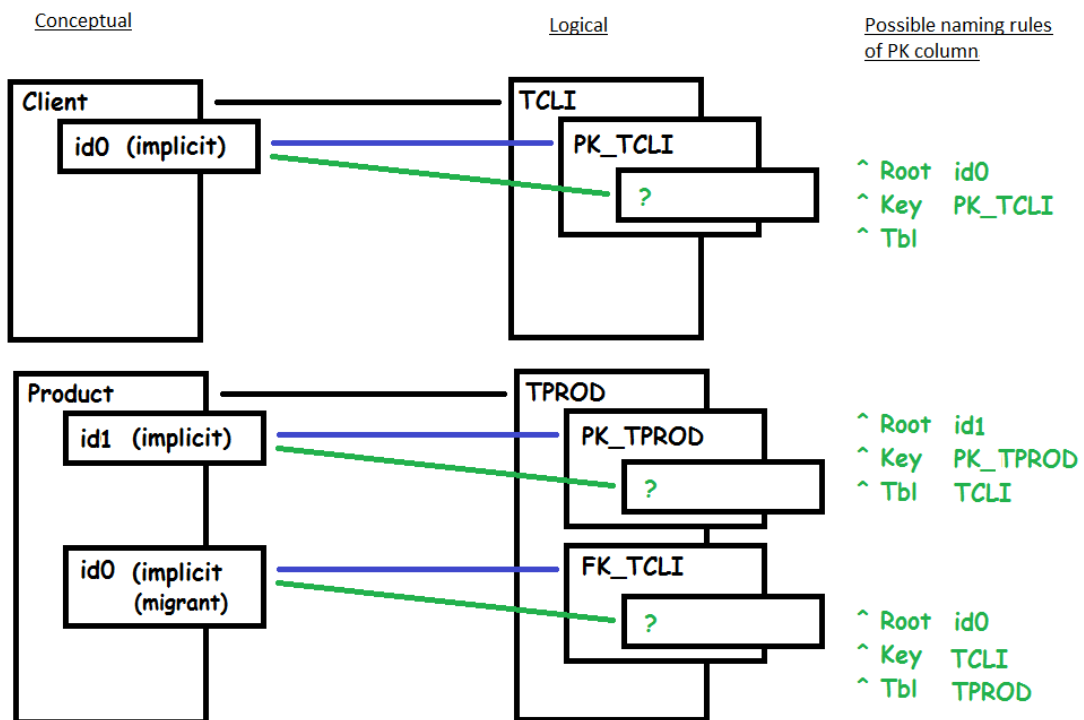 Conceptual
Logical
Possible naming rules
of PK column
Client
id0 (implicit)
TCLI
PK_TCLI
?
^ Root id0
^ Key PK_TCLI
^ Tbl
Product
id1 (implicit)
TPROD
PK_TPROD
?
^ Root id1
^ Key PK_TPROD
^ Tbl TCLI
id0 (implicit
(migrant)
FK_TCLI
?
^ Root id0
^ Key TCLI
^ Tbl TPROD